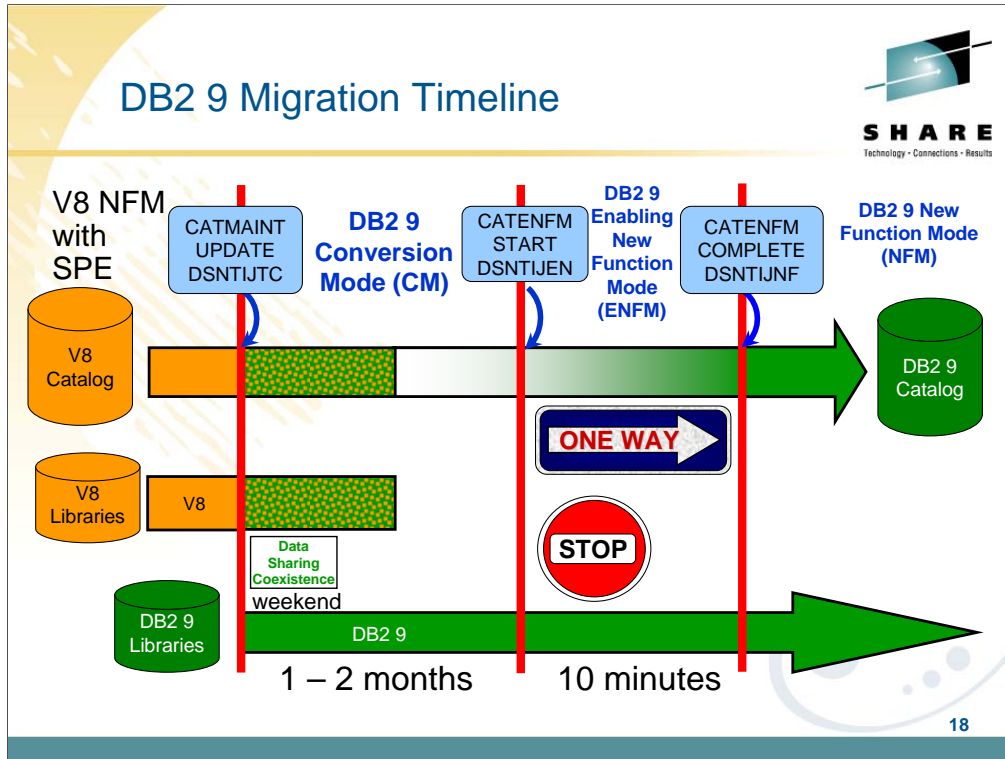 DB2 9 Migration Timeline
S H A R E
Technology • Connections • Results
V8 NFM
with
SPE
CATMAINT
UPDATE
DSNTIJTC
DB2 9
Conversion
Mode (CM)
CATENFM
START
DSNTIJEN
DB2 9
Enabling
New
Function
Mode
(ENFM)
CATENFM
COMPLETE
DSNTIJNF
DB2 9 New
Function Mode
(NFM)
V8
Catalog
DB2 9
Catalog
ONE WAY
V8
Libraries
V8
STOP
Data
Sharing
Coexistence
weekend
DB2 9
Libraries
DB2 9
1 – 2 months
10 minutes
18